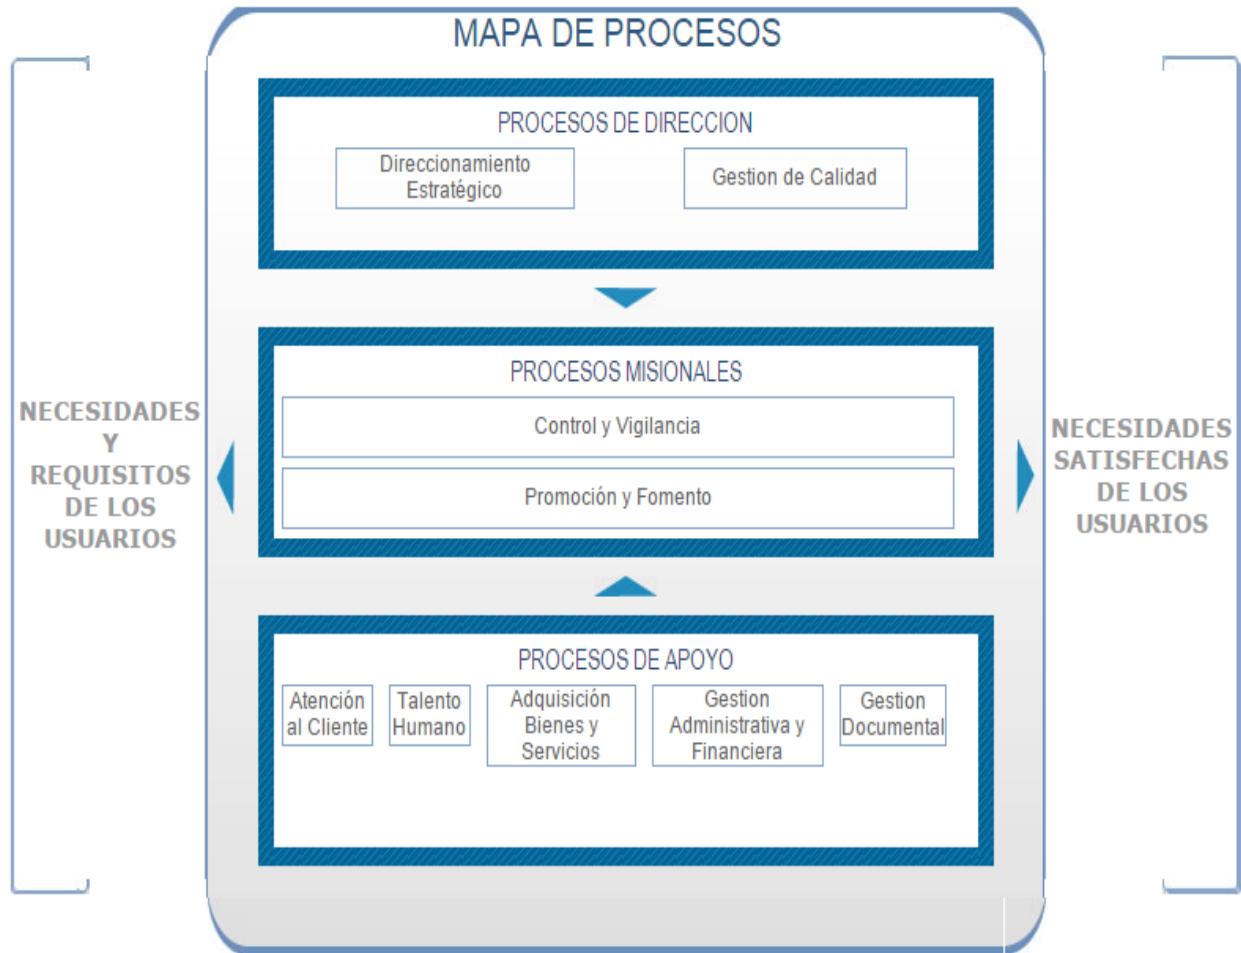 MAPA DE PROCESOS
PROCESOS DE DIRECCION
Direccionamiento
Estratégico
Gestion de Calidad
NECESIDADES
Y
REQUISITOS
DE LOS
USUARIOS
PROCESOS MISIONALES
Control y Vigilancia
Promoción y Fomento
NECESIDADES
SATISFECHAS
DE LOS
USUARIOS
PROCESOS DE APOYO
Atención
al Cliente
Talento
Humano
Adquisición
Bienes y
Servicios
Gestion
Administrativa y
Financiera
Gestion
Documental